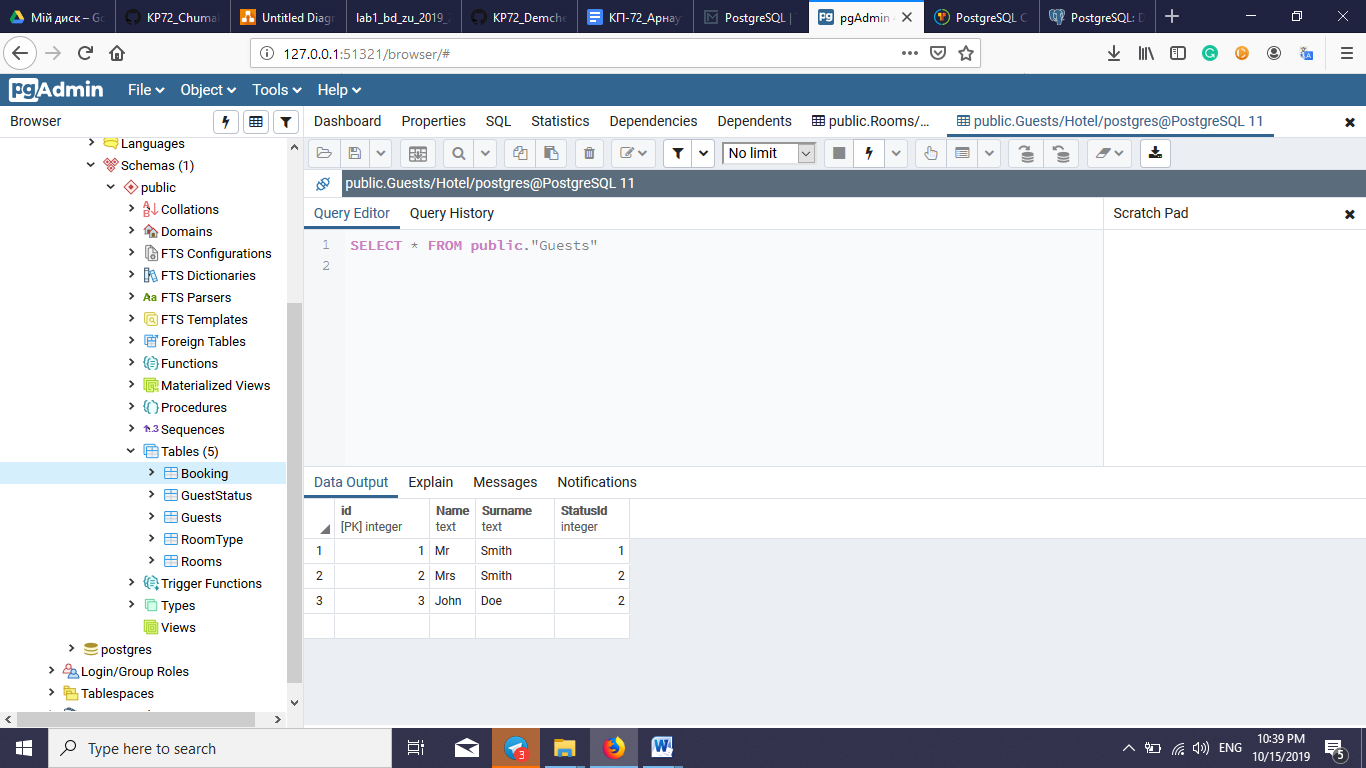 Мій диск – Go
KP72_Chumal
Untitled Diagr
lab1_bd_zu_2019_
KP72_Demche
КП-72_Арнау
PostgreSQL |
pgAdmin
PostgreSQL C
PostgreSQL: D
127.0.0.1:51321/browser/#
pgAdmin File Object Tools Help
Browser
Dashboard Properties SQL Statistics Dependencies Dependents public.Rooms/... public.Guests/Hotel/postgres@PostgreSQL 11
No limit
public.Guests/Hotel/postgres@PostgreSQL 11
Query Editor Query History
Scratch Pad
1 SELECT * FROM public."Guests"
2
Languages
Schemas (1)
public
Collations
Domains
FTS Configurations
FTS Dictionaries
Aa FTS Parsers
FTS Templates
Foreign Tables
Functions
Materialized Views
Procedures
1..3 Sequences
Tables (5)
Booking
GuestStatus
Guests
RoomType
Rooms
Trigger Functions
Types
Views
postgres
Login/Group Roles
Tablespaces
Data Output Explain Messages Notifications
id Name Surname StatusId
[PK] integer text text integer
1 1 Mr Smith 1
2 2 Mrs Smith 2
3 3 John Doe 2
Type here to search
3
ENG
10:39 PM
10/15/2019
5